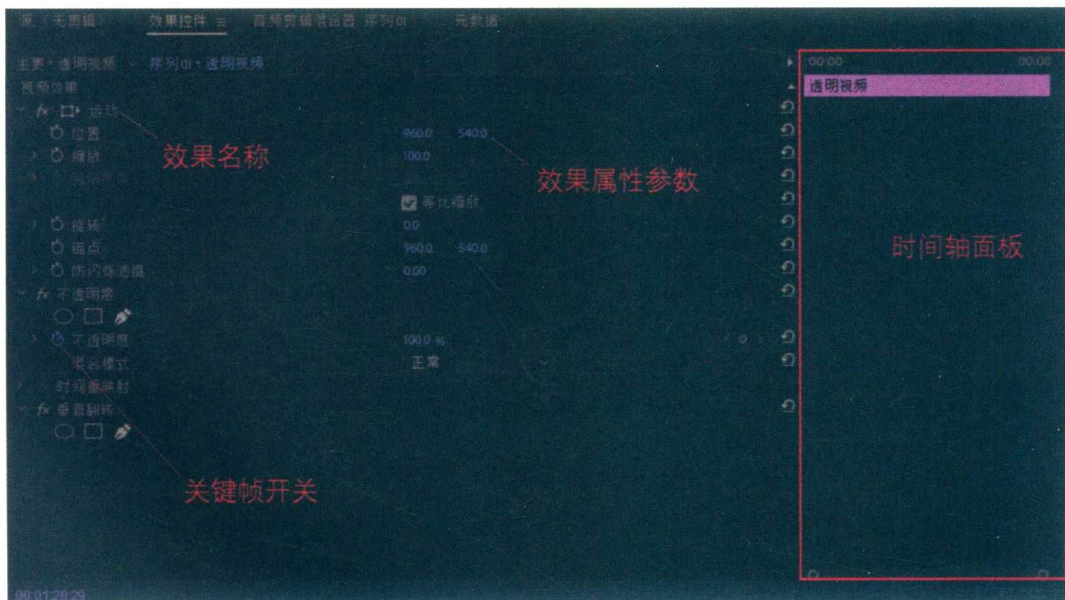 源（无剪辑） 效果控件 音频剪辑混合器 序列01 元数据
主要·透明视频 序列01·透明视频
00:00 00:00
视频效果
透明视频
fx 运动
位置 960.0 540.0
效果名称
缩放 100.0
效果属性参数
等比缩放
旋转 0.0
锚点 960.0 540.0
时间轴面板
防闪烁滤镜 0.00
fx 不透明度
不透明度 100.0 %
混合模式 正常
时间重映射
fx 垂直翻转
关键帧开关
00:01:20:29